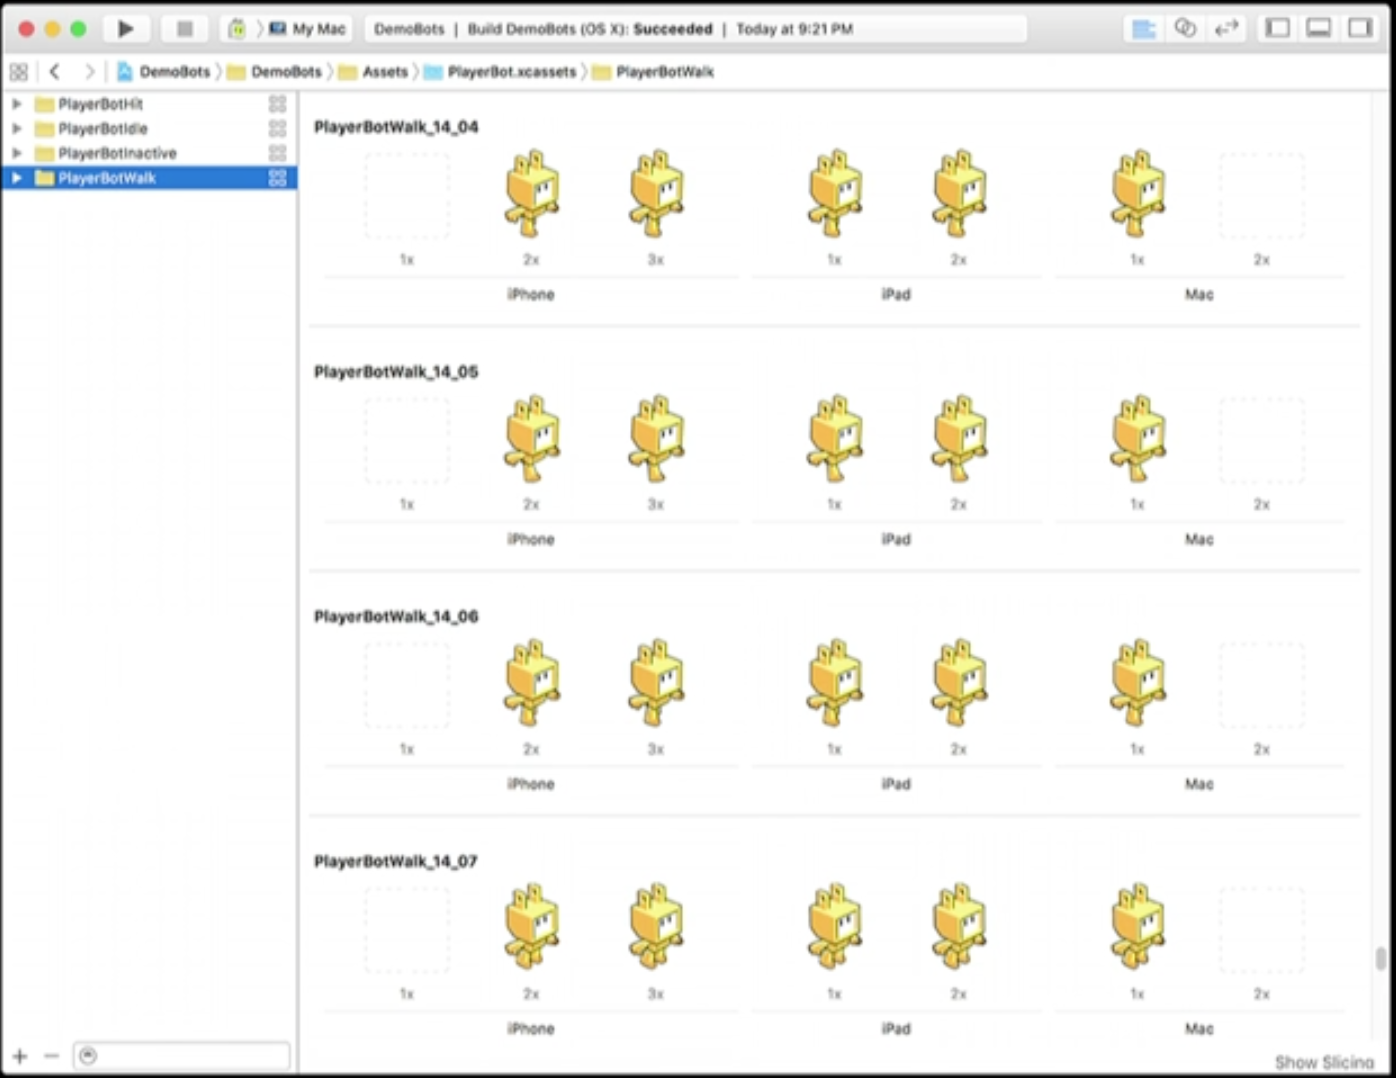 My Mac DemoBots | Build DemoBots (OS X): Succeeded | Today at 9:21 PM
DemoBots DemoBots Assets PlayerBot.xcassets PlayerBotWalk
PlayerBotHit
PlayerBotIdle
PlayerBotInactive
PlayerBotWalk
PlayerBotWalk_14_04
1x 2x 3x 1x 2x 1x 2x
iPhone iPad Mac
PlayerBotWalk_14_05
1x 2x 3x 1x 2x 1x 2x
iPhone iPad Mac
PlayerBotWalk_14_06
1x 2x 3x 1x 2x 1x 2x
iPhone iPad Mac
PlayerBotWalk_14_07
1x 2x 3x 1x 2x 1x 2x
iPhone iPad Mac
Show Slicing